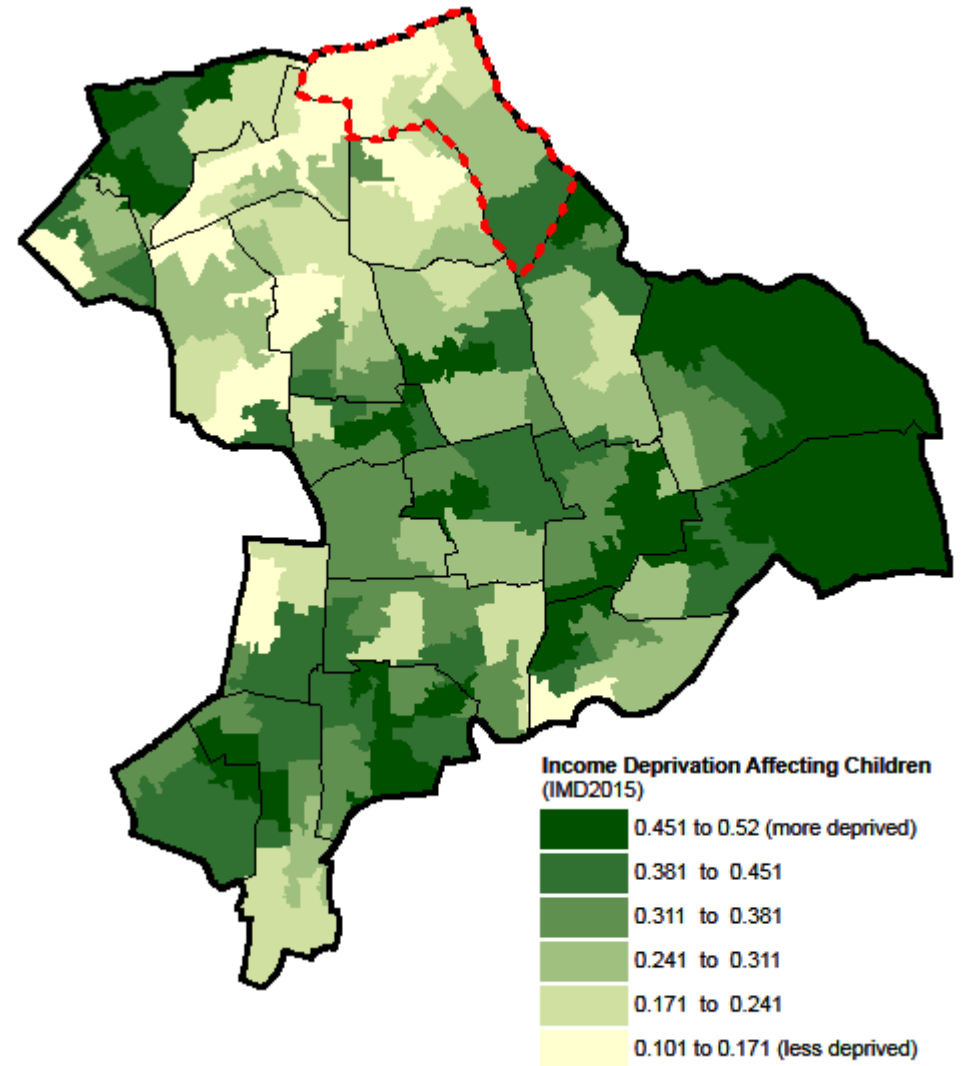 Income Deprivation Affecting Children
(IMD2015)
0.451 to 0.52 (more deprived)
0.381 to 0.451
0.311 to 0.381
0.241 to 0.311
0.171 to 0.241
0.101 to 0.171 (less deprived)